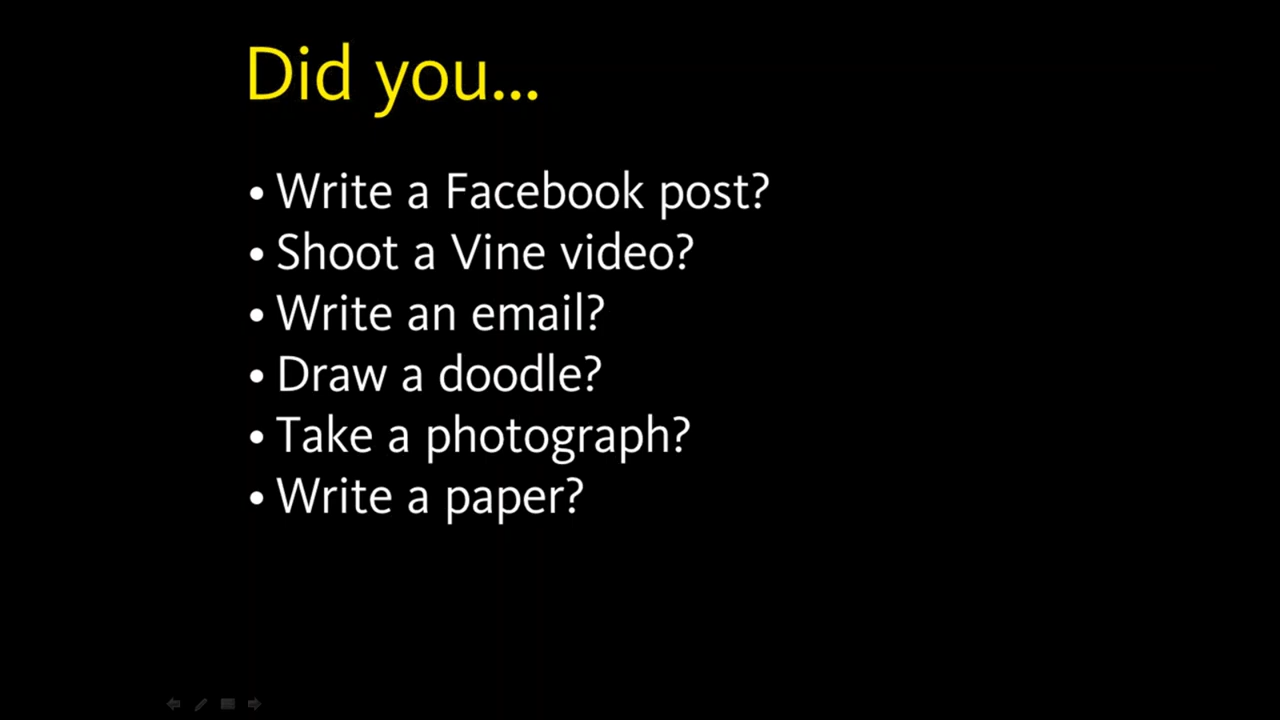 Did you...
• Write a Facebook post?
• Shoot a Vine video?
• Write an email?
• Draw a doodle?
• Take a photograph?
• Write a paper?